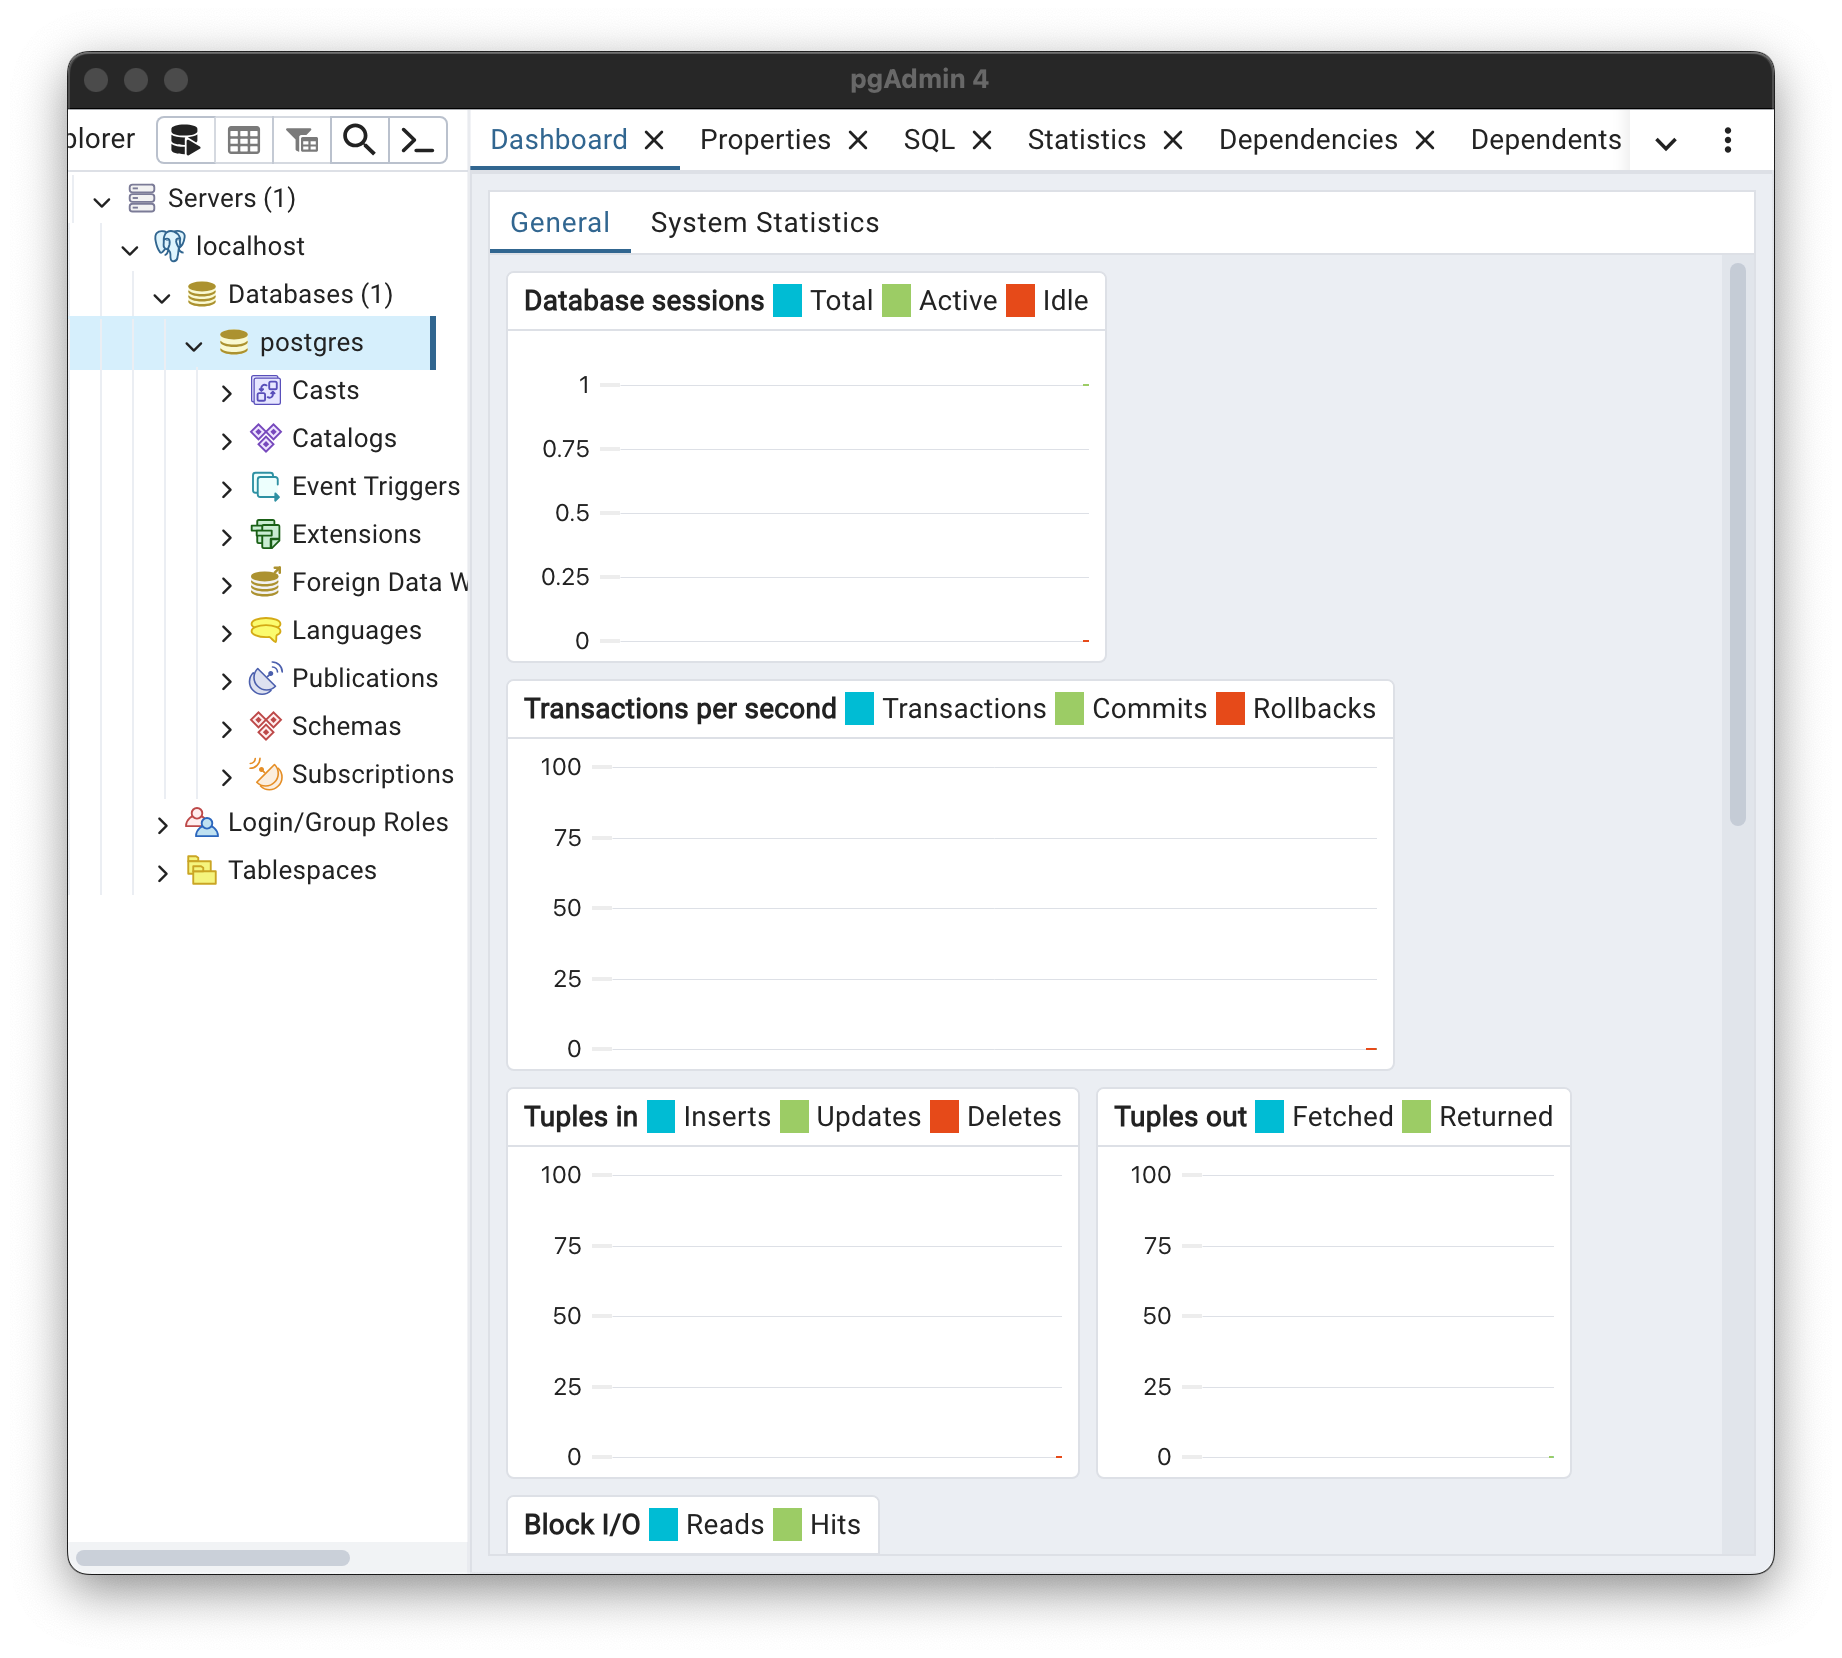 pgAdmin 4
plorer
Dashboard Properties SQL Statistics Dependencies Dependents
Servers (1)
localhost
Databases (1)
postgres
Casts
Catalogs
Event Triggers
Extensions
Foreign Data W
Languages
Publications
Schemas
Subscriptions
Login/Group Roles
Tablespaces
General System Statistics
Database sessions Total Active Idle
1
0.75
0.5
0.25
0
Transactions per second Transactions Commits Rollbacks
100
75
50
25
0
Tuples in Inserts Updates Deletes
100
75
50
25
0
Tuples out Fetched Returned
100
75
50
25
0
Block I/O Reads Hits